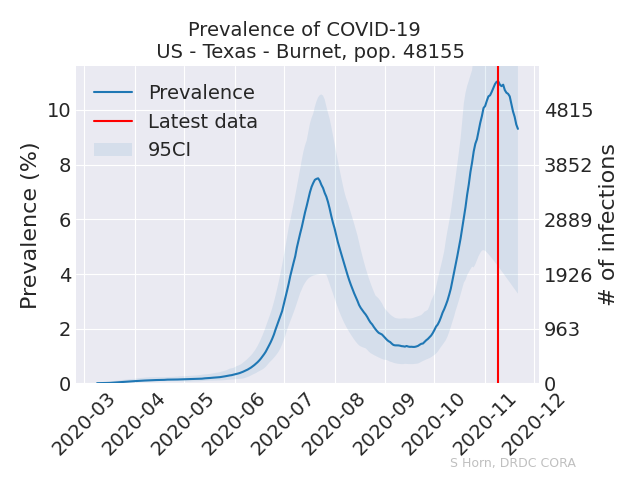 Prevalence of COVID-19
US - Texas - Burnet, pop. 48155
Prevalence
Latest data
95CI
Prevalence (%)
0
2
4
6
8
10
0
963
1926
2889
3852
4815
# of infections
2020-03
2020-04
2020-05
2020-06
2020-07
2020-08
2020-09
2020-10
2020-11
2020-12
S Horn, DRDC CORA